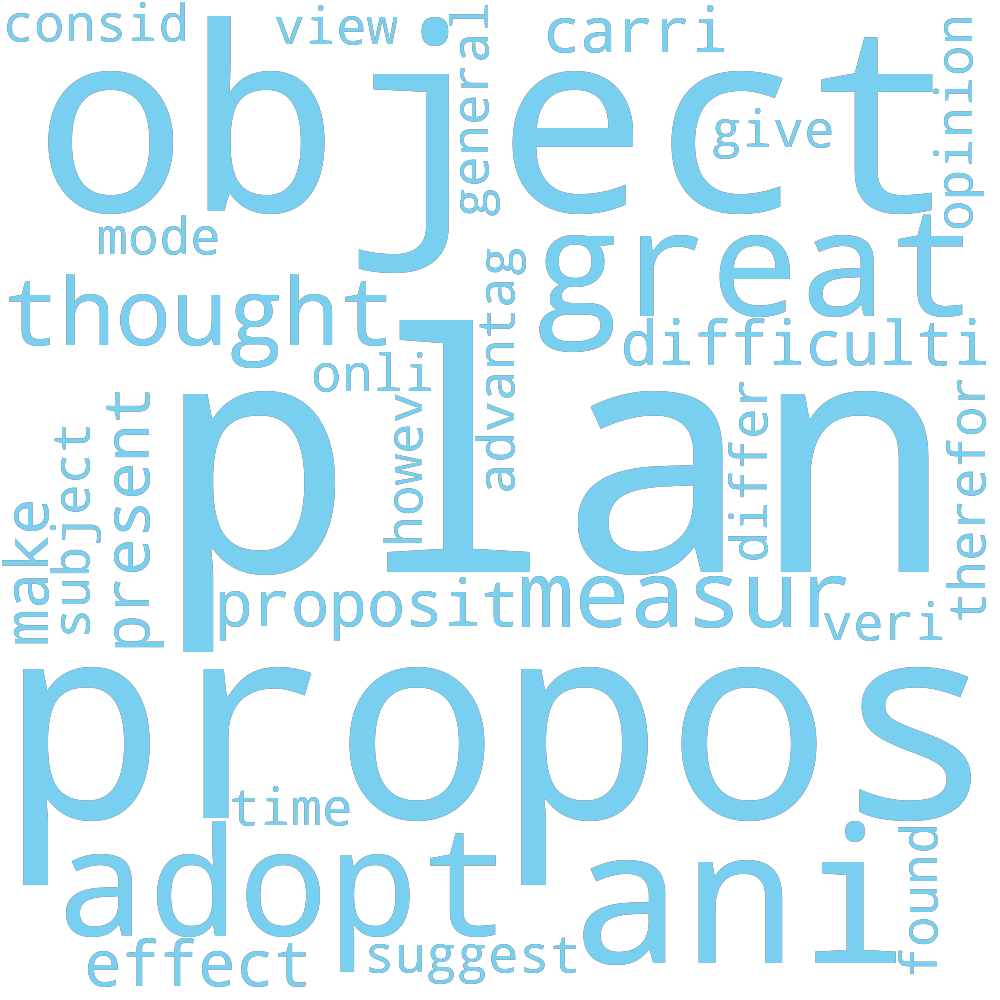 consid
view
carri
general
opinion
object
give
mode
great
thought
advantag
difficulti
onli
plan
howev
differ
therefor
present
subject
make
proposit
measur
veri
propos
time
adopt
ani
found
effect
suggest